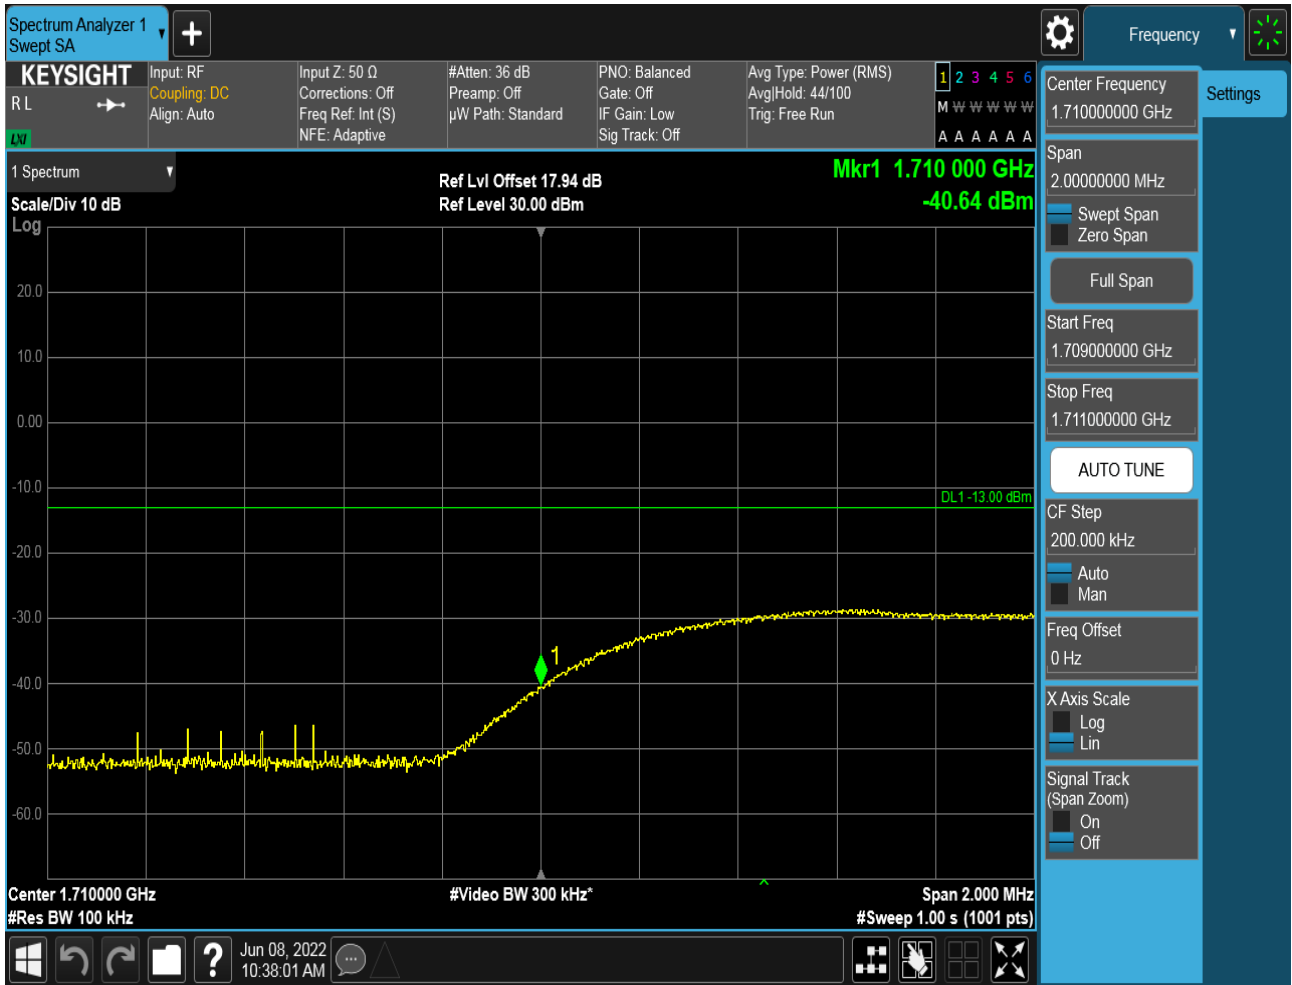 Spectrum Analyzer 1
Swept SA
Frequency
KEYSIGHT
R L
LXI
Input: RF
Coupling: DC
Align: Auto
Input Z: 50 Ω
Corrections: Off
Freq Ref: Int (S)
NFE: Adaptive
#Atten: 36 dB
Preamp: Off
µW Path: Standard
PNO: Balanced
Gate: Off
IF Gain: Low
Sig Track: Off
Avg Type: Power (RMS)
Avg|Hold: 44/100
Trig: Free Run
1 2 3 4 5 6
M W W W W W
A A A A A A
1 Spectrum
Scale/Div 10 dB
Log
Ref Lvl Offset 17.94 dB
Ref Level 30.00 dBm
Mkr1 1.710 000 GHz
-40.64 dBm
20.0
10.0
0.00
-10.0
DL1 -13.00 dBm
-20.0
-30.0
1
-40.0
-50.0
-60.0
Center 1.710000 GHz
#Video BW 300 kHz*
Span 2.000 MHz
#Res BW 100 kHz
#Sweep 1.00 s (1001 pts)
Jun 08, 2022
10:38:01 AM
?
Settings
Center Frequency
1.710000000 GHz
Span
2.00000000 MHz
Swept Span
Zero Span
Full Span
Start Freq
1.709000000 GHz
Stop Freq
1.711000000 GHz
AUTO TUNE
CF Step
200.000 kHz
Auto
Man
Freq Offset
0 Hz
X Axis Scale
Log
Lin
Signal Track
(Span Zoom)
On
Off